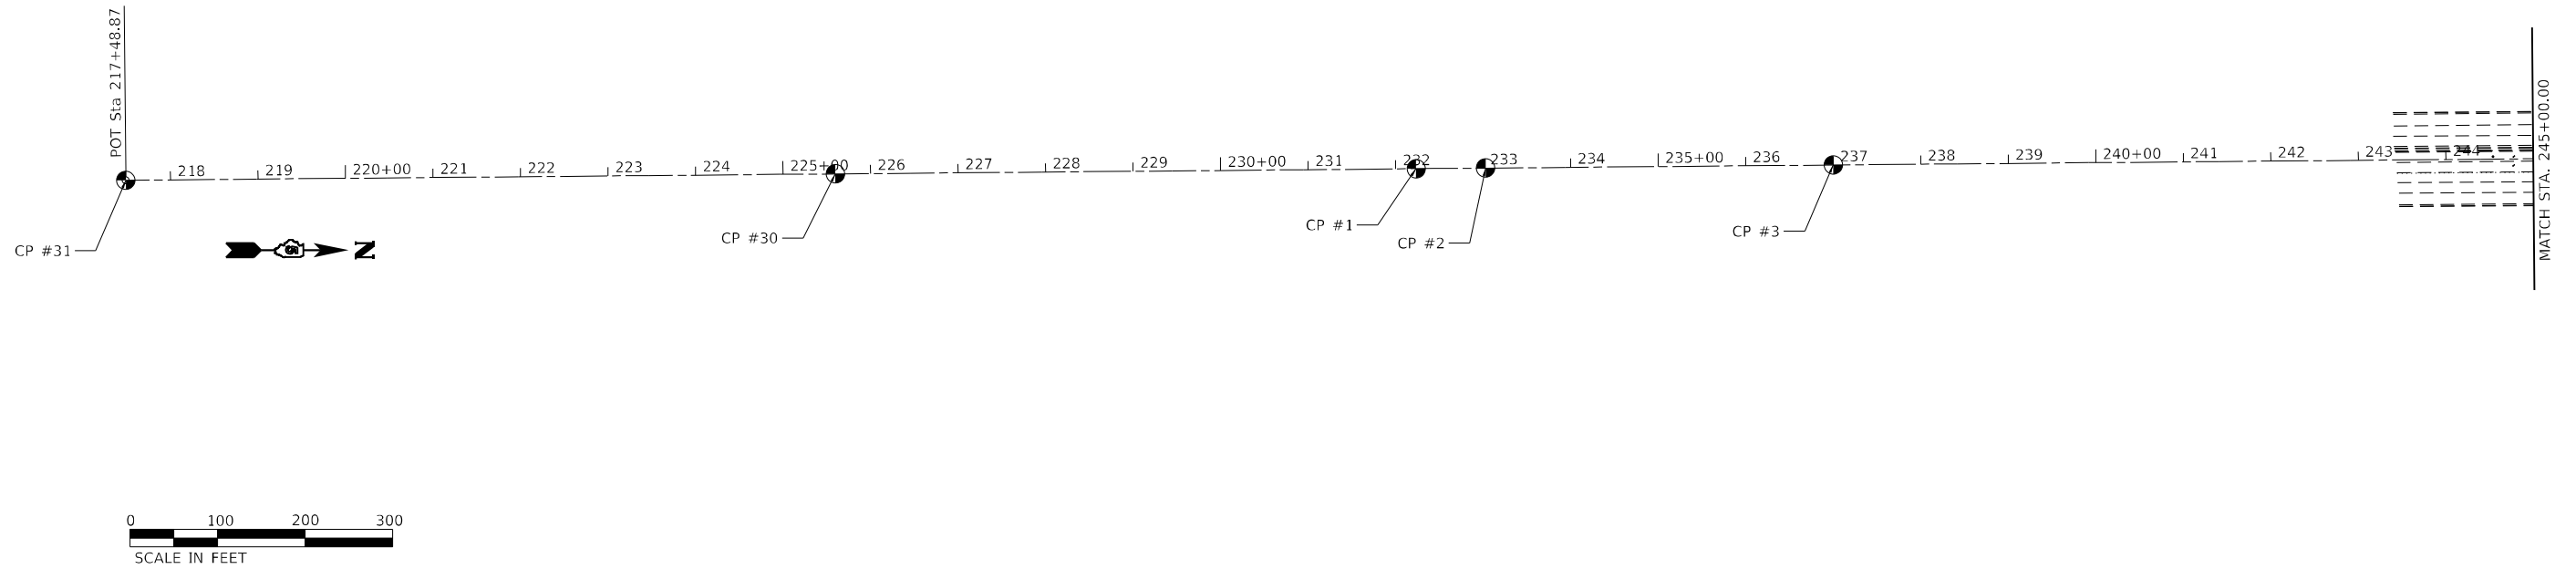 POT Sta 217+48.87
218 219 220+00 221 222 223 224 225+00 226 227 228 229 230+00 231 232 233 234 235+00 236 237 238 239 240+00 241 242 243 244
MATCH STA. 245+00.00
CP #31
N
CP #30
CP #1
CP #2
CP #3
0 100 200 300
SCALE IN FEET